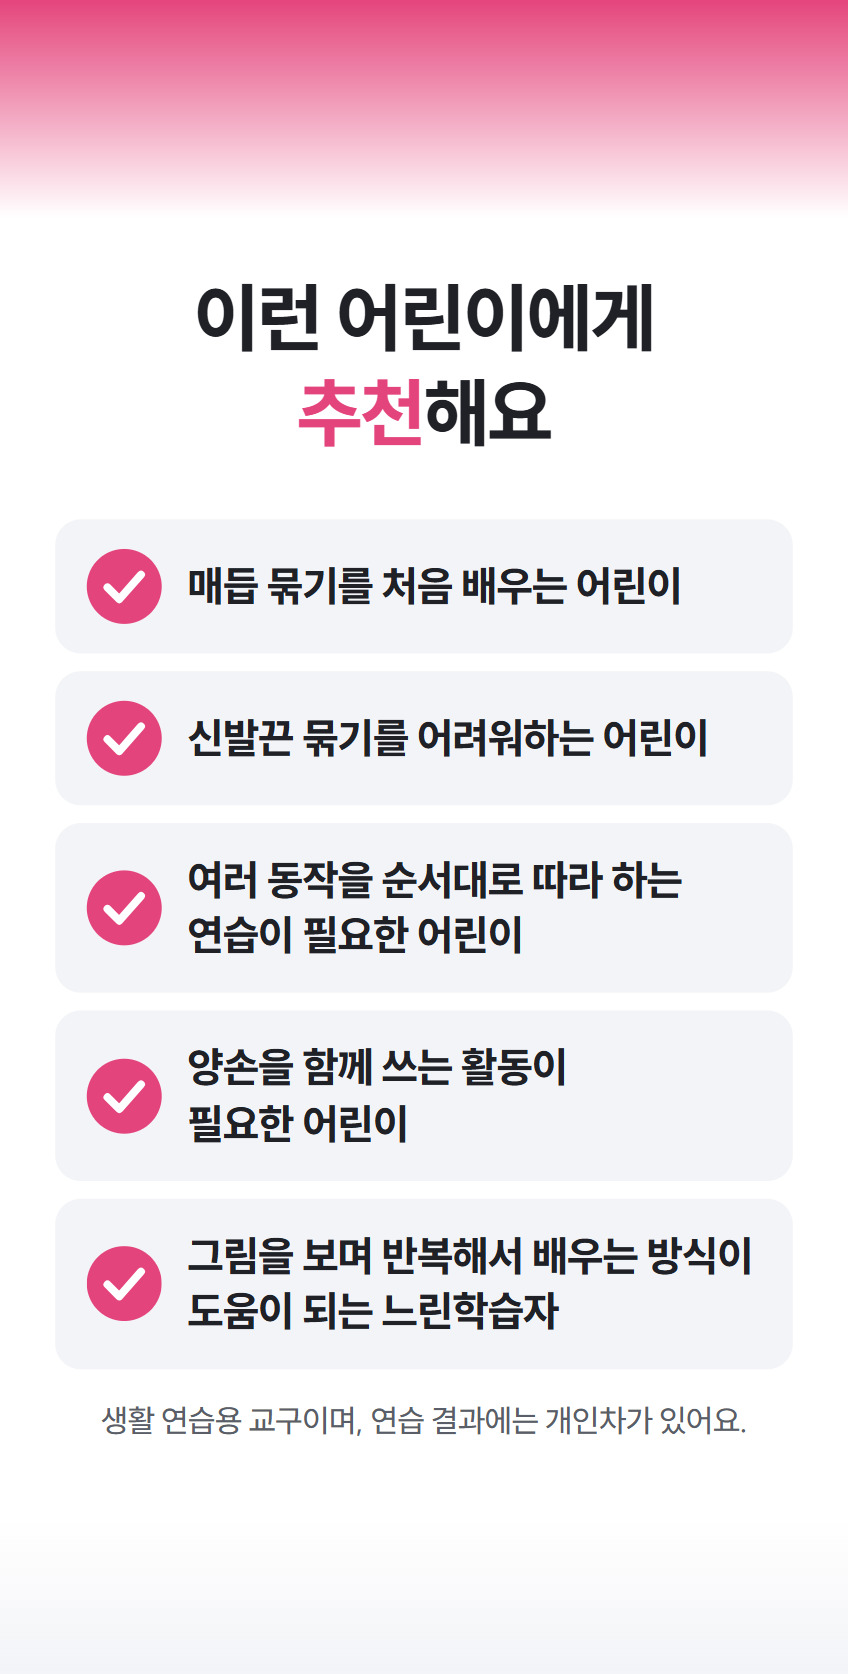 이런 어린이에게
추천해요
매듭 묶기를 처음 배우는 어린이
신발끈 묶기를 어려워하는 어린이
여러 동작을 순서대로 따라 하는
연습이 필요한 어린이
양손을 함께 쓰는 활동이
필요한 어린이
그림을 보며 반복해서 배우는 방식이
도움이 되는 느린학습자
생활 연습용 교구이며, 연습 결과에는 개인차가 있어요.